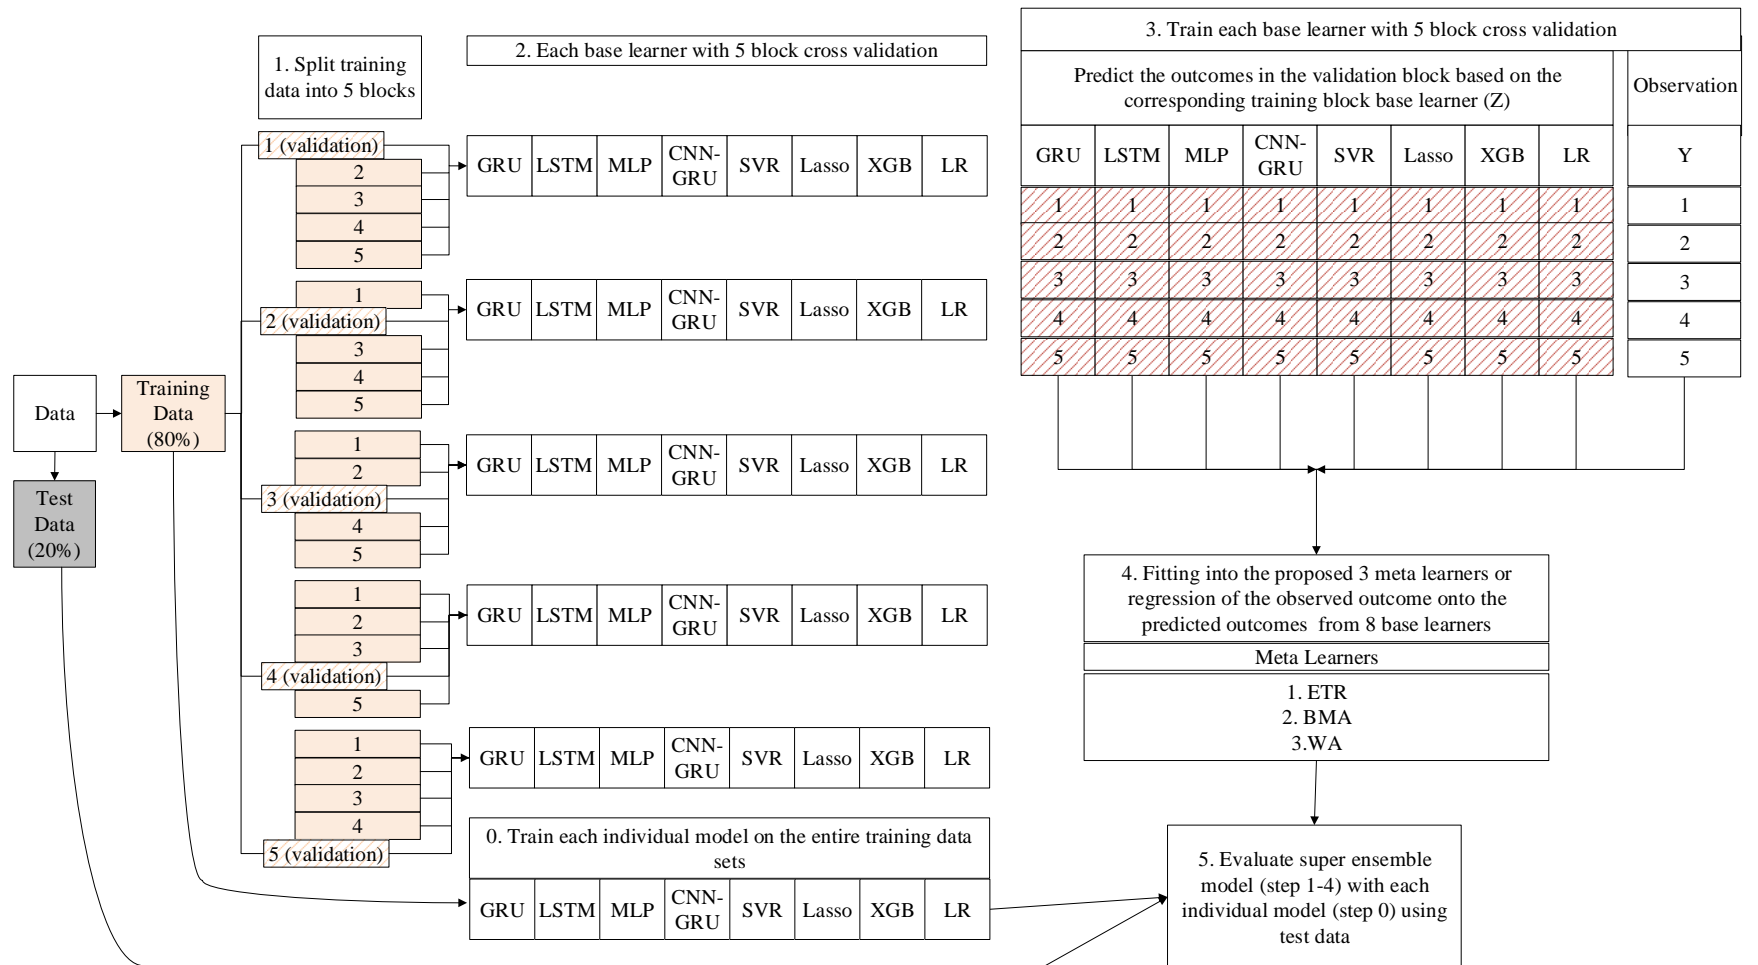 1. Split training
data into 5 blocks
2. Each base learner with 5 block cross validation
1 (validation)
2
3
4
5
GRU LSTM MLP CNN-GRU SVR Lasso XGB LR
1
2 (validation)
3
4
5
GRU LSTM MLP CNN-GRU SVR Lasso XGB LR
Data
Training
Data
(80%)
Test
Data
(20%)
1
2
3 (validation)
4
5
GRU LSTM MLP CNN-GRU SVR Lasso XGB LR
1
2
3
4 (validation)
5
GRU LSTM MLP CNN-GRU SVR Lasso XGB LR
1
2
3
4
5 (validation)
GRU LSTM MLP CNN-GRU SVR Lasso XGB LR
0. Train each individual model on the entire training data
sets
GRU LSTM MLP CNN-GRU SVR Lasso XGB LR
3. Train each base learner with 5 block cross validation
Predict the outcomes in the validation block based on the
corresponding training block base learner (Z)
Observation
GRU LSTM MLP CNN-GRU SVR Lasso XGB LR Y
1 1 1 1 1 1 1 1 1
2 2 2 2 2 2 2 2 2
3 3 3 3 3 3 3 3 3
4 4 4 4 4 4 4 4 4
5 5 5 5 5 5 5 5 5
4. Fitting into the proposed 3 meta learners or
regression of the observed outcome onto the
predicted outcomes from 8 base learners
Meta Learners
1. ETR
2. BMA
3.WA
5. Evaluate super ensemble
model (step 1-4) with each
individual model (step 0) using
test data